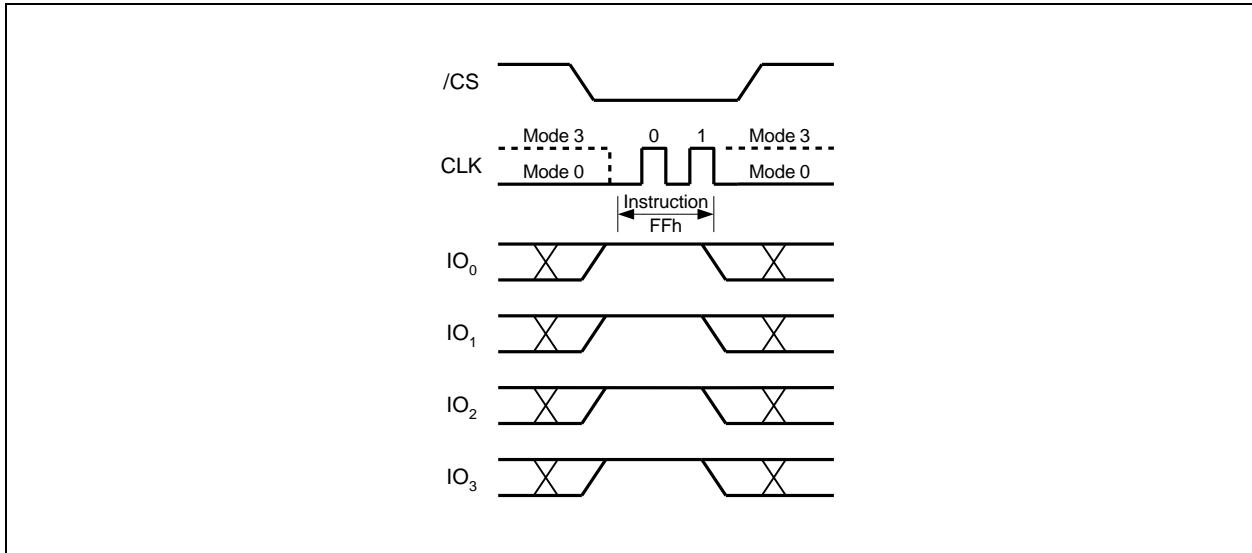 /CS
Mode 3 0 1 Mode 3
CLK
Mode 0 Mode 0
Instruction
FFh
IO0
IO1
IO2
IO3